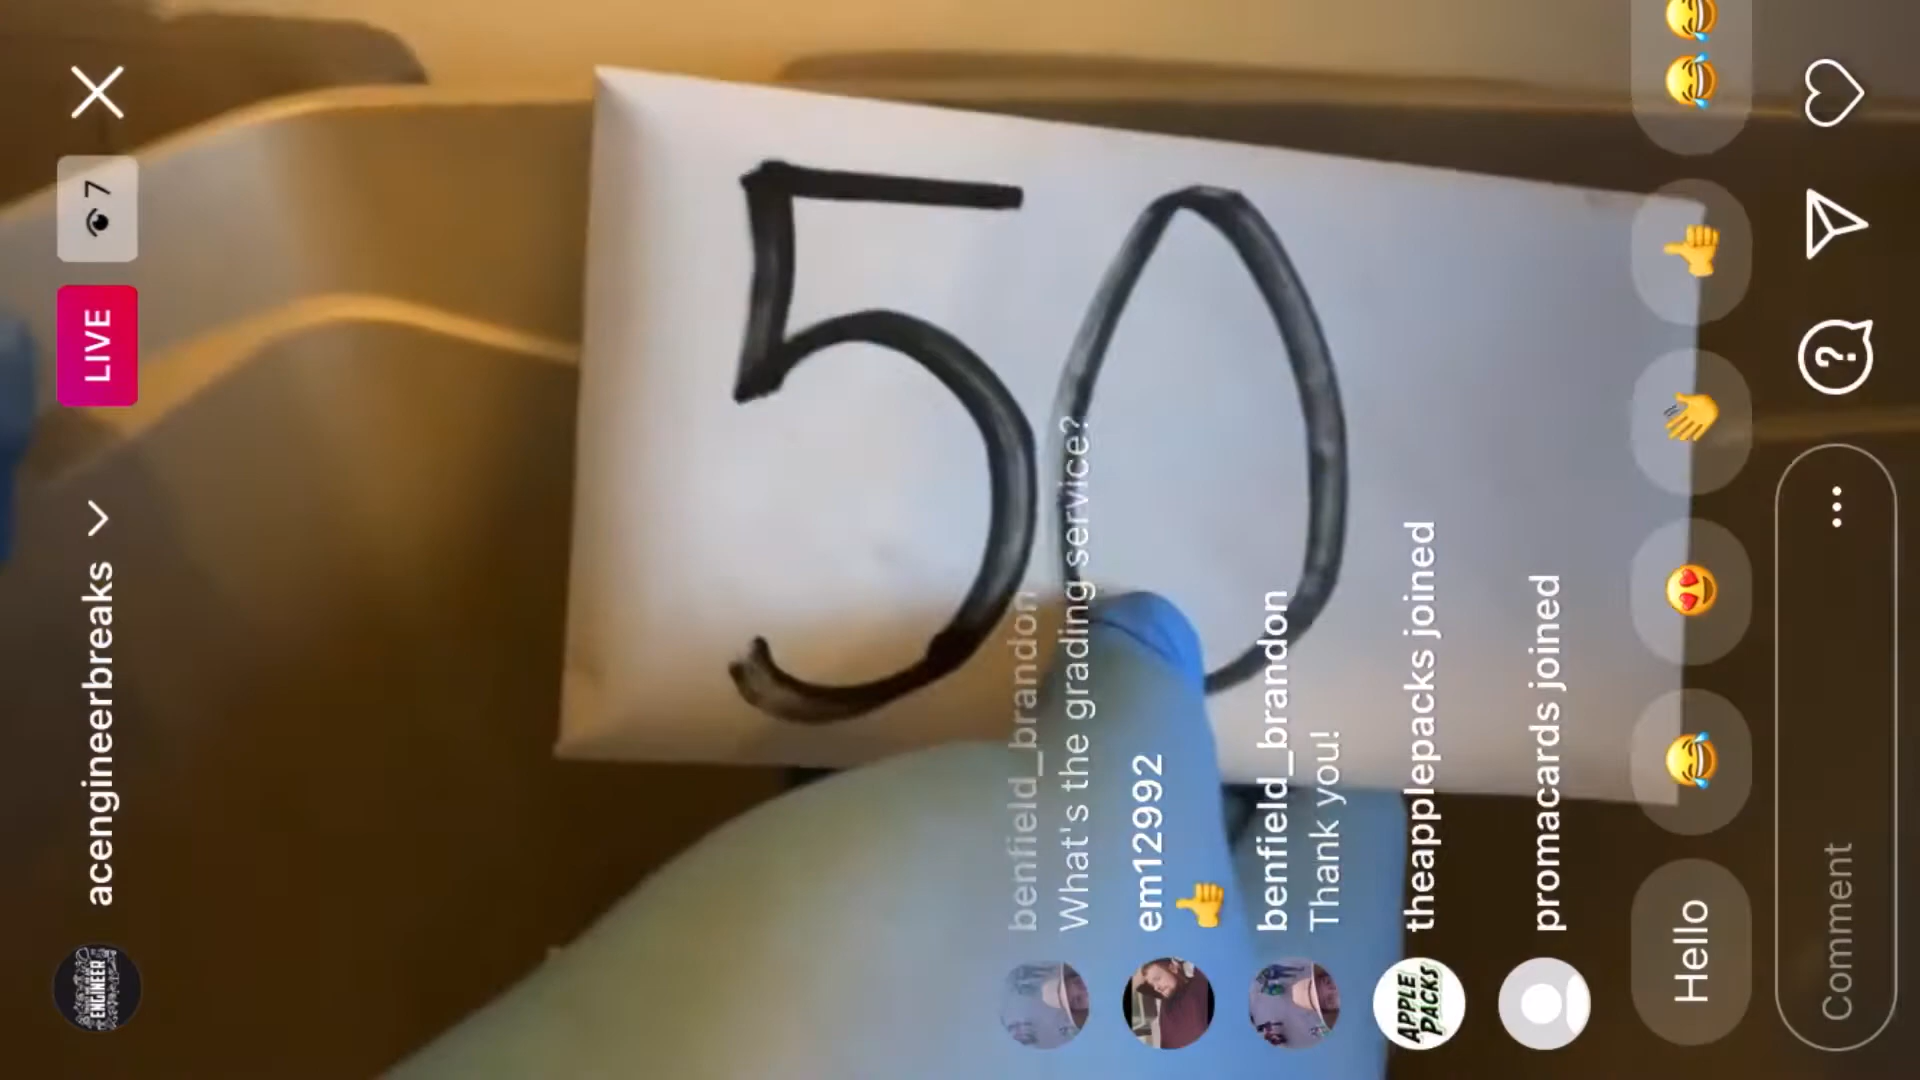 acengineerbreaks
LIVE
7
ENGINEER
50
benfield_brandon
What's the grading service?
em12992
benfield_brandon
Thank you!
theapplepacks joined
APPLE
PACKS
promacards joined
Hello
Comment